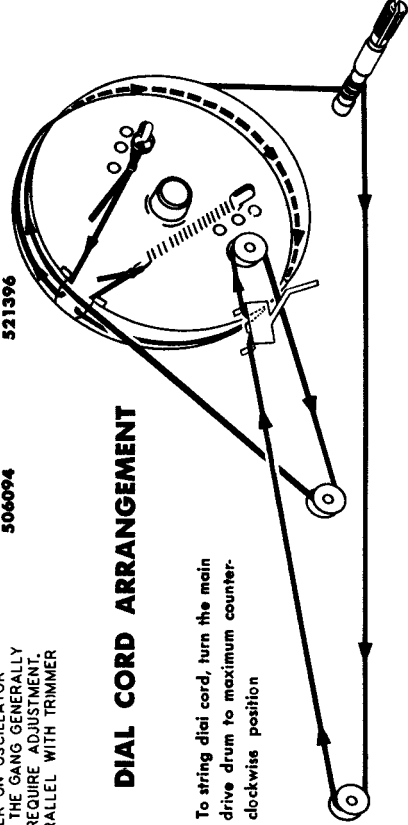 ER ON OSCILLATOR
THE GANG GENERALLY
REQUIRE ADJUSTMENT.
RALLEL WITH TRIMMER
506094
521396
DIAL CORD ARRANGEMENT
To string dial cord, turn the main
drive drum to maximum counter-
clockwise position